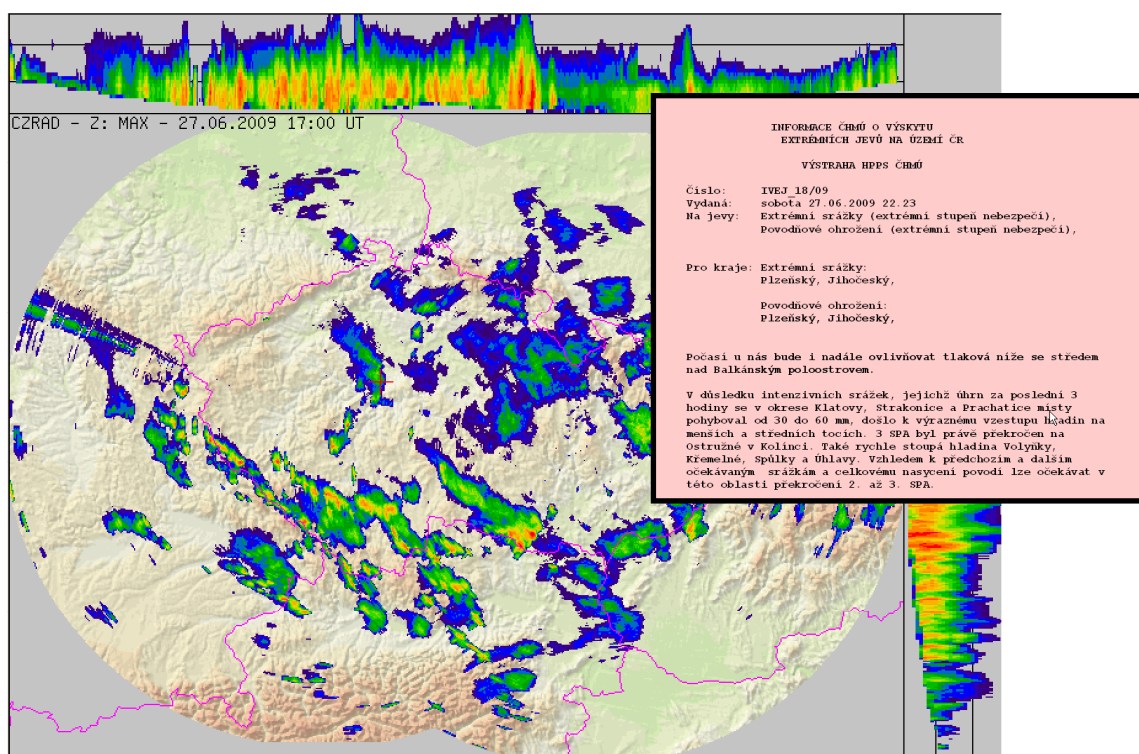 CZRAD - Z: MAX - 27.06.2009 17:00 UT
INFORMACE ČHMÚ O VÝSKYTU
EXTRÉMNÍCH JEVŮ NA ÚZEMÍ ČR
VÝSTRAHA HPPS ČHMÚ
Číslo: IVEJ_18/09
Vydaná: sobota 27.06.2009 22.23
Na jevy: Extrémní srážky (extrémní stupeň nebezpečí),
Povodňové ohrožení (extrémní stupeň nebezpečí),
Pro kraje: Extrémní srážky:
Plzeňský, Jihočeský,
Povodňové ohrožení:
Plzeňský, Jihočeský,
Počasí u nás bude i nadále ovlivňovat tlaková níže se středem
nad Balkánským poloostrovem.
V důsledku intenzivních srážek, jejichž úhrn za poslední 3
hodiny se v okrese Klatovy, Strakonice a Prachatice místy
pohyboval od 30 do 60 mm, došlo k výraznému vzestupu hladin na
menších a středních tocích. 3 SPA byl právě překročen na
Ostružné v Kolinci. Také rychle stoupá hladina Volyňky,
Křemelné, Spůlky a Úhlavy. Vzhledem k předchozím a dalším
očekávaným srážkám a celkovému nasycení povodí lze očekávat v
této oblasti překročení 2. až 3. SPA.